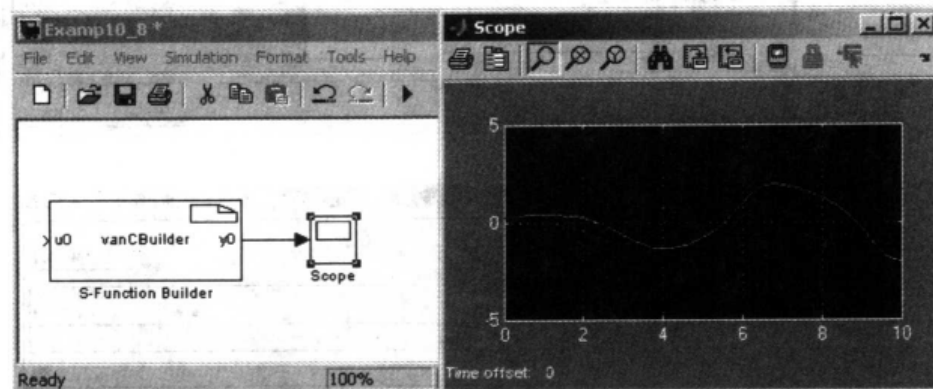 Examp10_8 *
File Edit View Simulation Format Tools Help
u0 vanCBuilder y0
S-Function Builder
Scope
Ready 100%
Scope
5
0
-5
0 2 4 6 8 10
Time offset: 0